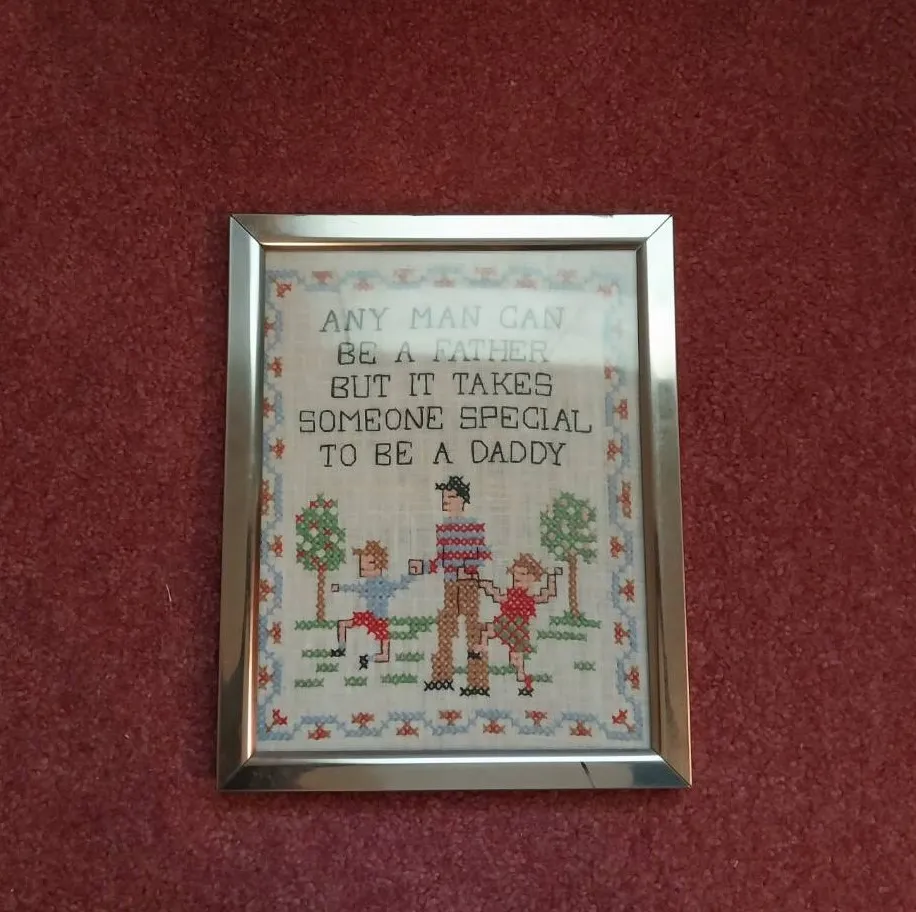 ANY MAN CAN
BE A FATHER
BUT IT TAKES
SOMEONE SPECIAL
TO BE A DADDY